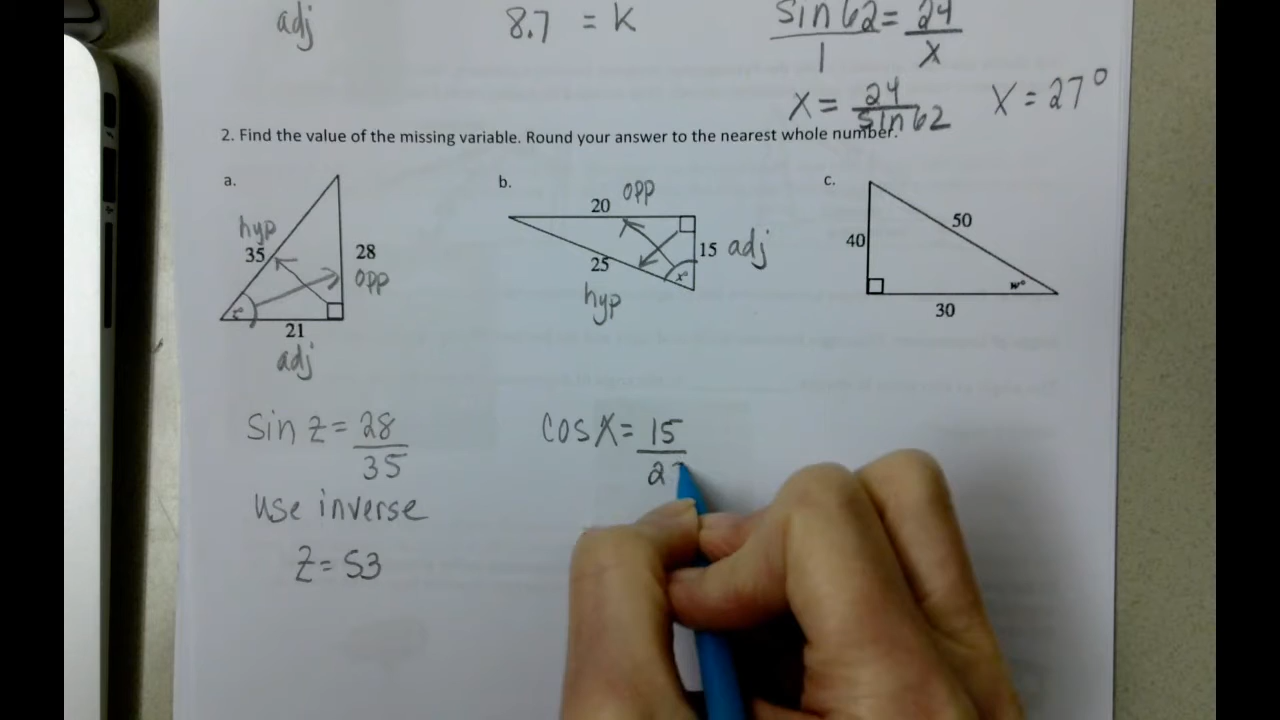 adj
8.7 = K
sin 62 = 24
1 x
x = 24
sin 62
x = 27°
2. Find the value of the missing variable. Round your answer to the nearest whole number.
a.
hyp
35
28
opp
z°
21
adj
b.
20 opp
15 adj
25
x°
hyp
c.
50
40
w°
30
sin z = 28
35
use inverse
z = 53
cos x = 15
2